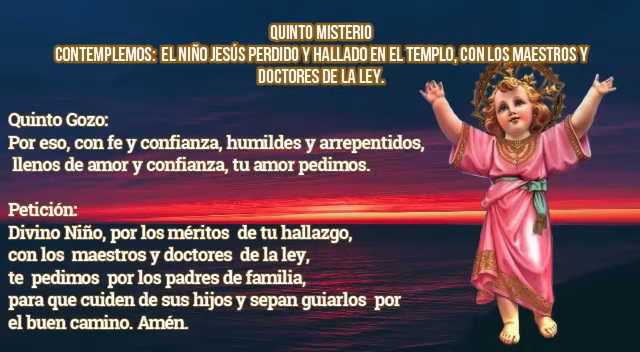 QUINTO MISTERIO
CONTEMPLEMOS: EL NIÑO JESÚS PERDIDO Y HALLADO EN EL TEMPLO, CON LOS MAESTROS Y
DOCTORES DE LA LEY.
Quinto Gozo:
Por eso, con fe y confianza, humildes y arrepentidos,
llenos de amor y confianza, tu amor pedimos.
Petición:
Divino Niño, por los méritos de tu hallazgo,
con los maestros y doctores de la ley,
te pedimos por los padres de familia,
para que cuiden de sus hijos y sepan guiarlos por
el buen camino. Amén.